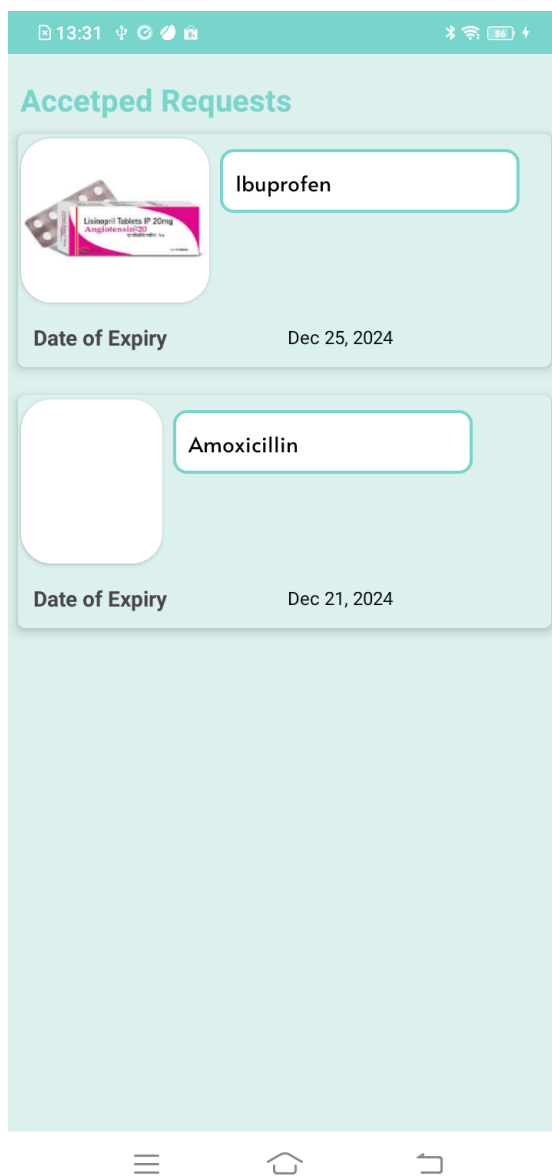 13:31
86
Accetped Requests
Ibuprofen
Lisinopril Tablets IP 20mg
Angiotensin-20
Date of Expiry Dec 25, 2024
Amoxicillin
Date of Expiry Dec 21, 2024